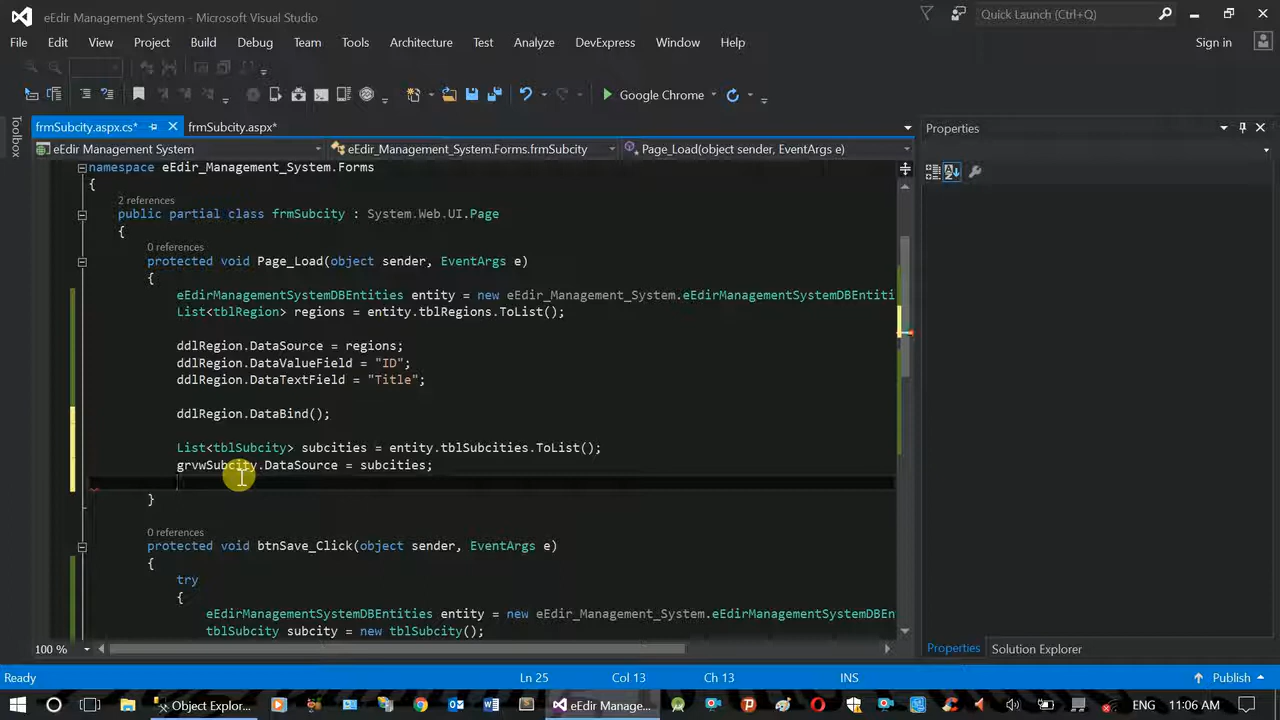 eEdir Management System - Microsoft Visual Studio
Quick Launch (Ctrl+Q)
File Edit View Project Build Debug Team Tools Architecture Test Analyze DevExpress Window Help
Sign in
Google Chrome
Toolbox
frmSubcity.aspx.cs* frmSubcity.aspx*
eEdir Management System eEdir_Management_System.Forms.frmSubcity Page_Load(object sender, EventArgs e)
Properties
namespace eEdir_Management_System.Forms
{
2 references
public partial class frmSubcity : System.Web.UI.Page
{
0 references
protected void Page_Load(object sender, EventArgs e)
{
eEdirManagementSystemDBEntities entity = new eEdir_Management_System.eEdirManagementSystemDBEntiti
List<tblRegion> regions = entity.tblRegions.ToList();
ddlRegion.DataSource = regions;
ddlRegion.DataValueField = "ID";
ddlRegion.DataTextField = "Title";
ddlRegion.DataBind();
List<tblSubcity> subcities = entity.tblSubcities.ToList();
grvwSubcity.DataSource = subcities;
}
0 references
protected void btnSave_Click(object sender, EventArgs e)
{
try
{
eEdirManagementSystemDBEntities entity = new eEdir_Management_System.eEdirManagementSystemDBEN
tblSubcity subcity = new tblSubcity();
100 %
Properties Solution Explorer
Ready Ln 25 Col 13 Ch 13 INS Publish
Object Explor... eEdir Manage... ENG 11:06 AM